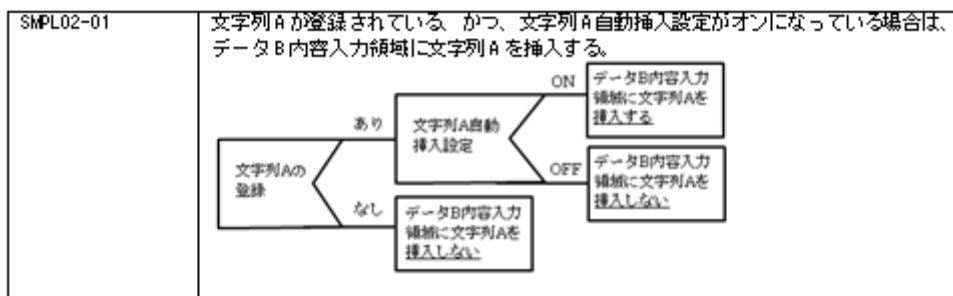 SMPL02-01
文字列Aが登録されている、かつ、文字列A自動挿入設定がオンになっている場合は、
データB内容入力領域に文字列Aを挿入する。
文字列Aの
登録
あり
文字列A自動
挿入設定
ON
データB内容入力
領域に文字列Aを
挿入する
OFF
データB内容入力
領域に文字列Aを
挿入しない
なし
データB内容入力
領域に文字列Aを
挿入しない